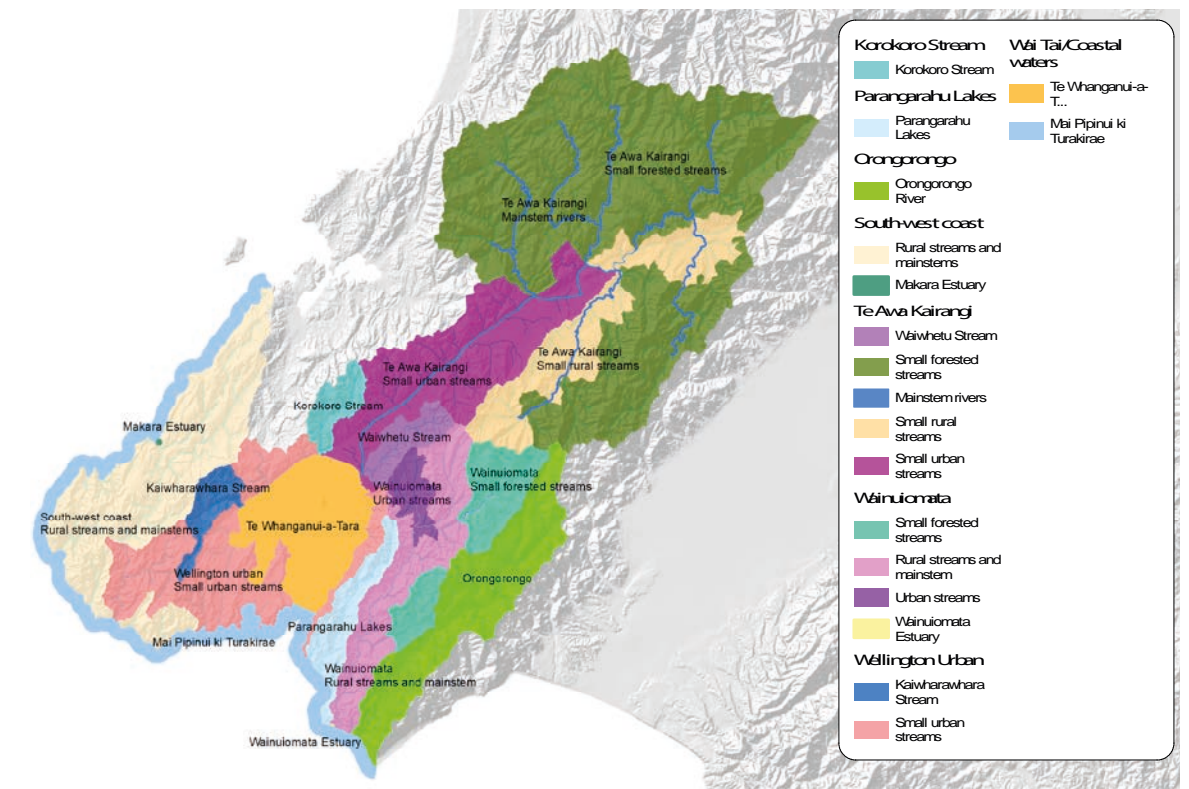 Te Awa Kairangi
Small forested streams
Te Awa Kairangi
Mainstem rivers
Te Awa Kairangi
Small rural streams
Te Awa Kairangi
Small urban streams
Korokoro Stream
Makara Estuary
Waiwhetu Stream
Kaiwharawhara Stream
Wainuiomata
Small forested streams
Wainuiomata
Urban streams
South-west coast
Rural streams and mainstems
Te Whanganui-a-Tara
Wellington urban
Small urban streams
Orongorongo
Parangarahu Lakes
Mai Pipinui ki Turakirae
Wainuiomata
Rural streams and mainstem
Wainuiomata Estuary
Korokoro Stream
Korokoro Stream
Parangarahu Lakes
Parangarahu
Lakes
Orongorongo
Orongorongo
River
South-west coast
Rural streams and
mainstems
Makara Estuary
Te Awa Kairangi
Waiwhetu Stream
Small forested
streams
Mainstem rivers
Small rural
streams
Small urban
streams
Wainuiomata
Small forested
streams
Rural streams and
mainstem
Urban streams
Wainuiomata
Estuary
Wellington Urban
Kaiwharawhara
Stream
Small urban
streams
Wai Tai/Coastal
waters
Te Whanganui-a-
T...
Mai Pipinui ki
Turakirae